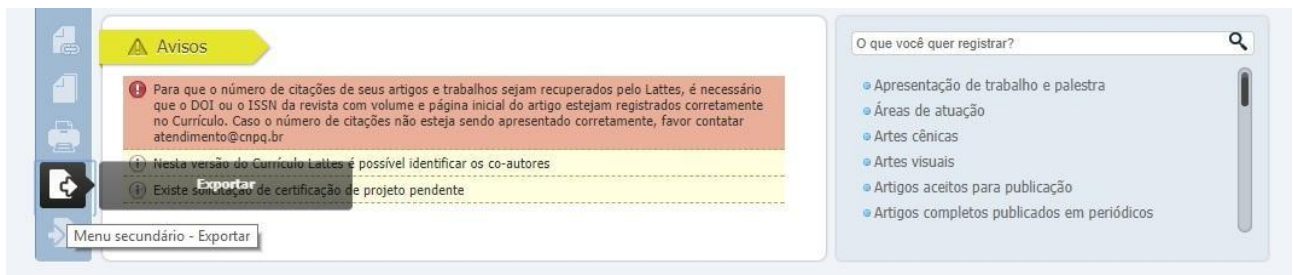 Avisos
Para que o número de citações de seus artigos e trabalhos sejam recuperados pelo Lattes, é necessário
que o DOI ou o ISSN da revista com volume e página inicial do artigo estejam registrados corretamente
no Currículo. Caso o número de citações não esteja sendo apresentado corretamente, favor contatar
atendimento@cnpq.br
Nesta versão do Currículo Lattes é possível identificar os co-autores
Existe solicitação de certificação de projeto pendente
Exportar
Menu secundário - Exportar
O que você quer registrar?
Apresentação de trabalho e palestra
Áreas de atuação
Artes cênicas
Artes visuais
Artigos aceitos para publicação
Artigos completos publicados em periódicos